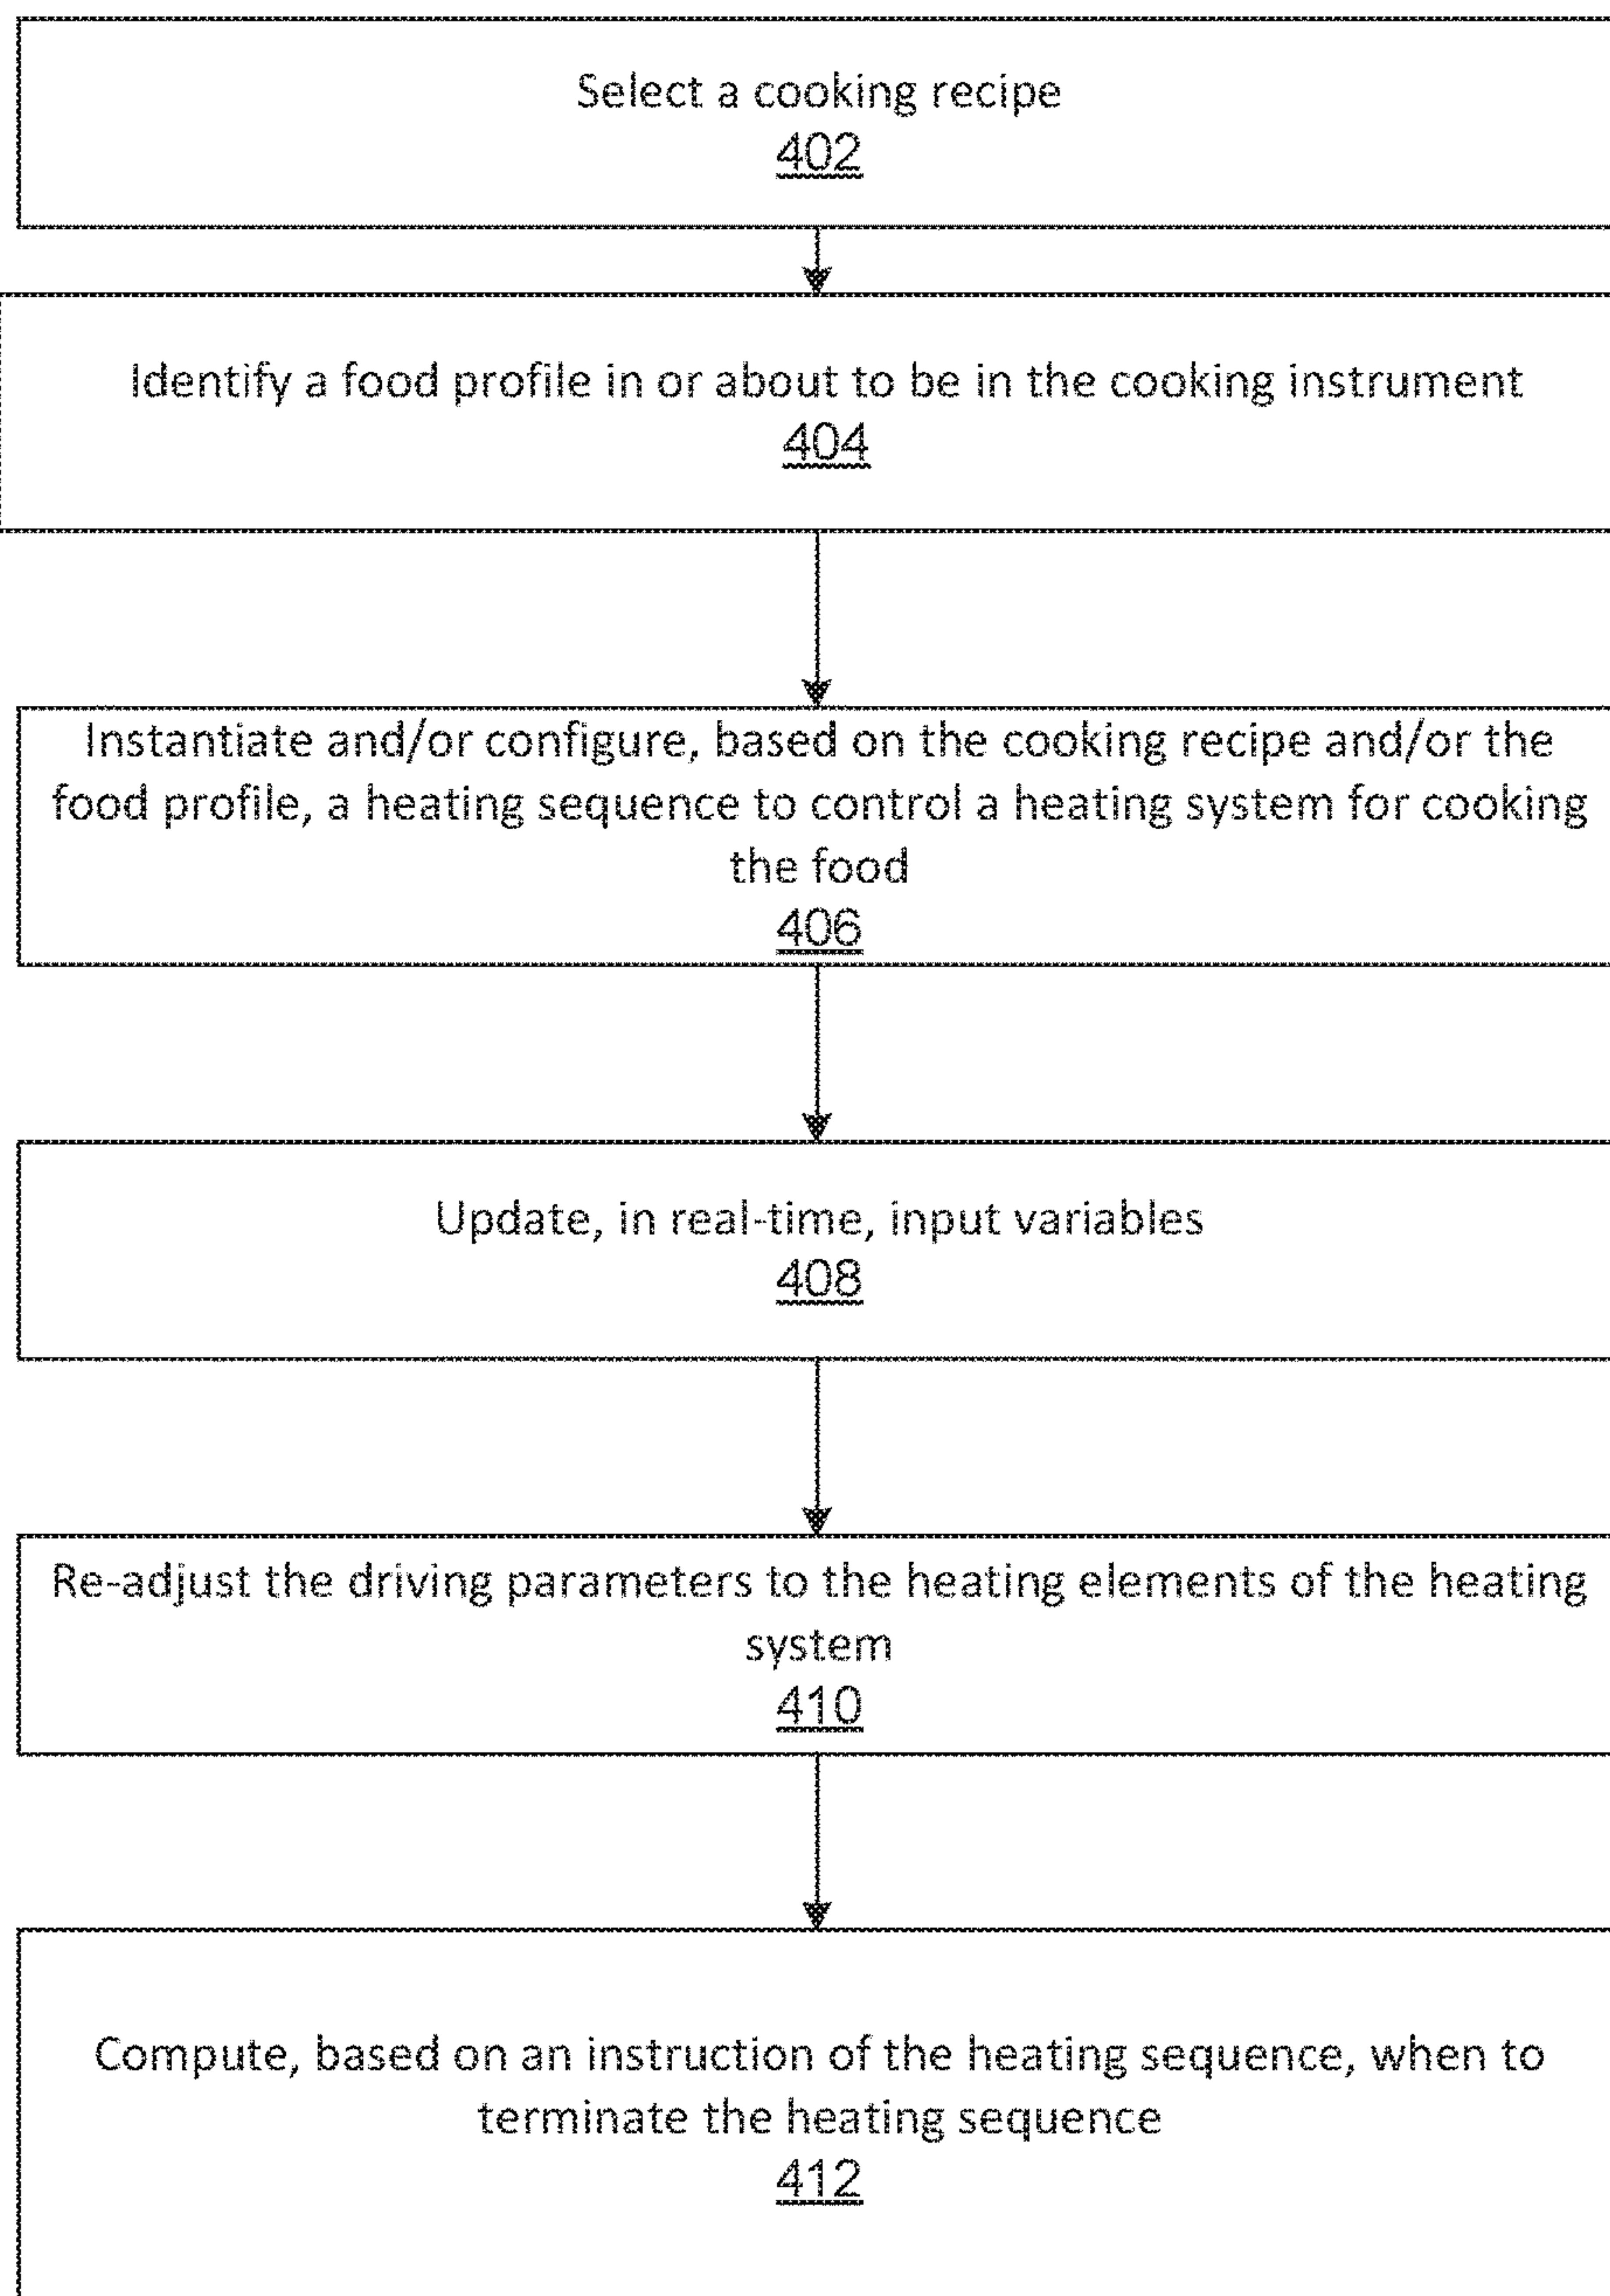 Select a cooking recipe
402
Identify a food profile in or about to be in the cooking instrument
404
Instantiate and/or configure, based on the cooking recipe and/or the
food profile, a heating sequence to control a heating system for cooking
the food
406
Update, in real-time, input variables
408
Re-adjust the driving parameters to the heating elements of the heating
system
410
Compute, based on an instruction of the heating sequence, when to
terminate the heating sequence
412